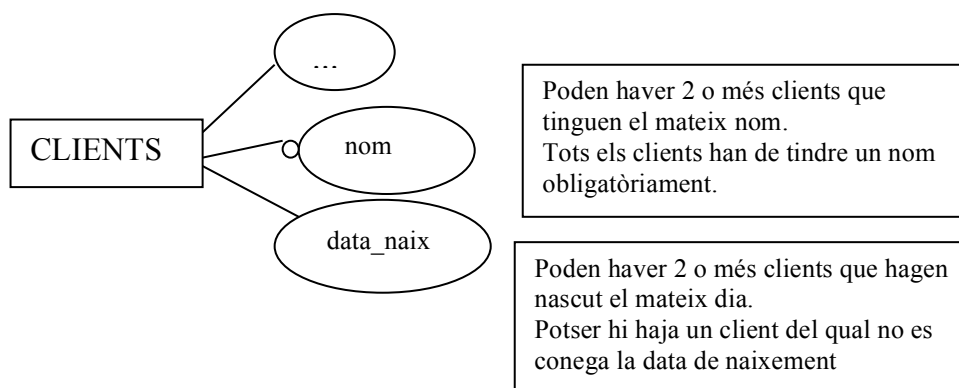 ...
CLIENTS
nom
data_naix
Poden haver 2 o més clients que
tinguen el mateix nom.
Tots els clients han de tindre un nom
obligatòriament.
Poden haver 2 o més clients que hagen
nascut el mateix dia.
Potser hi haja un client del qual no es
conega la data de naixement